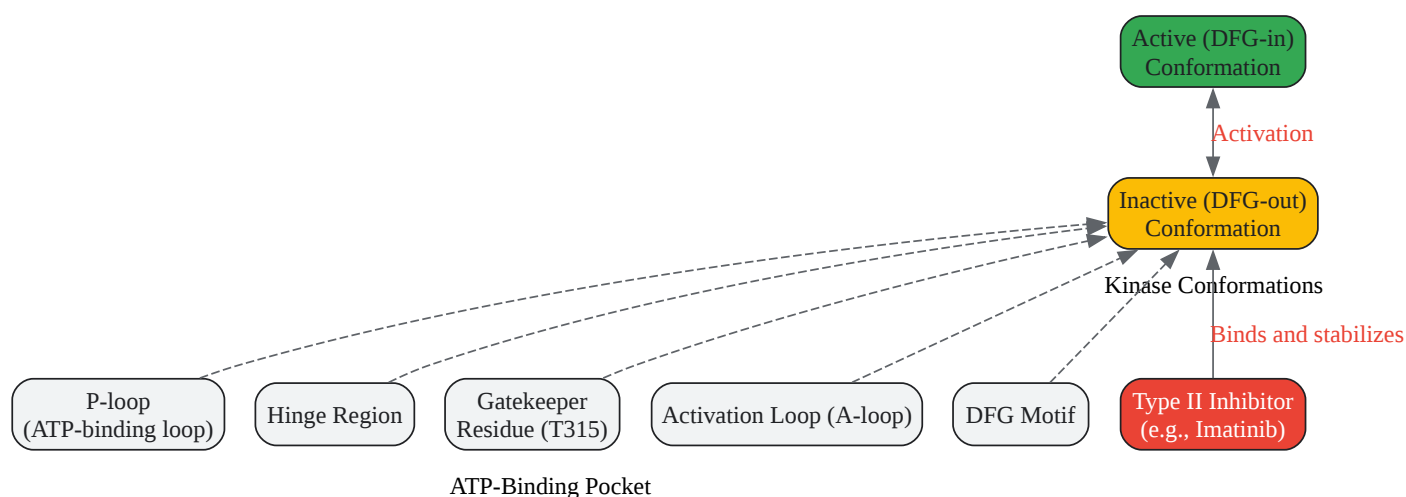 Active (DFG-in)
Conformation
Activation
Inactive (DFG-out)
Conformation
Kinase Conformations
Binds and stabilizes
P-loop
(ATP-binding loop)
Hinge Region
Gatekeeper
Residue (T315)
Activation Loop (A-loop)
DFG Motif
Type II Inhibitor
(e.g., Imatinib)
ATP-Binding Pocket